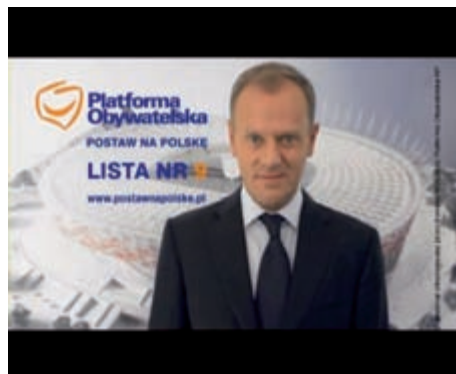 Platforma
Obywatelska
POSTAW NA POLSKĘ
LISTA NR
www.postawnapolske.pl